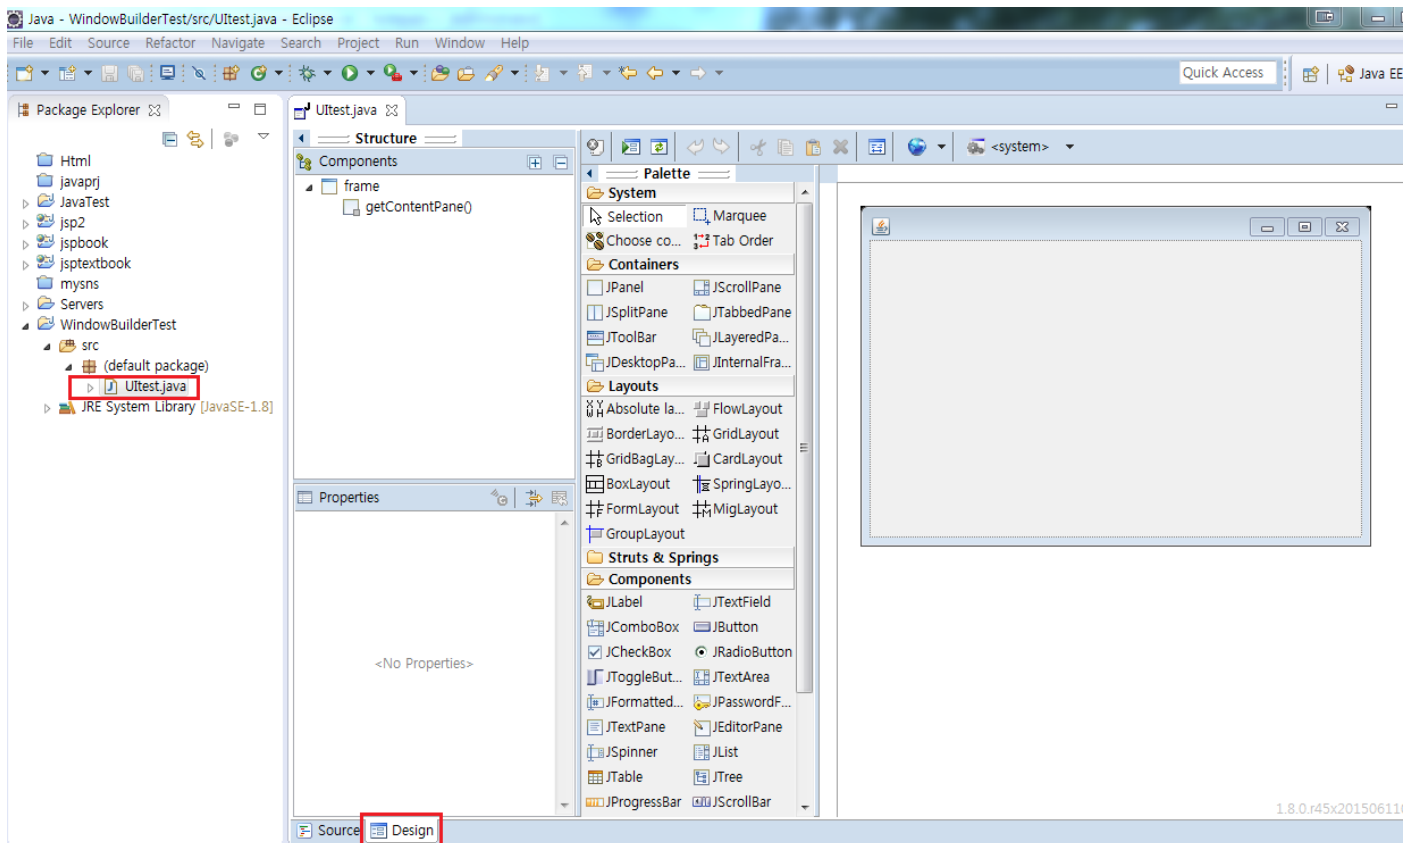 Java - WindowBuilderTest/src/UItest.java - Eclipse
File Edit Source Refactor Navigate Search Project Run Window Help
Quick Access
Java EE
Package Explorer
Html
javaprj
JavaTest
jsp2
jspbook
jsptextbook
mysns
Servers
WindowBuilderTest
src
(default package)
UItest.java
JRE System Library [JavaSE-1.8]
UItest.java
Structure
Components
frame
getContentPane()
Properties
<No Properties>
<system>
Palette
System
Selection Marquee
Choose co... Tab Order
Containers
JPanel JScrollPane
JSplitPane JTabbedPane
JToolBar JLayeredPa...
JDesktopPa... JInternalFra...
Layouts
Absolute la... FlowLayout
BorderLayo... GridLayout
GridBagLay... CardLayout
BoxLayout SpringLayo...
FormLayout MigLayout
GroupLayout
Struts & Springs
Components
JLabel JTextField
JComboBox JButton
JCheckBox JRadioButton
JToggleBut... JTextArea
JFormatted... JPasswordF...
JTextPane JEditorPane
JSpinner JList
JTable JTree
JProgressBar JScrollBar
1.8.0.r45x20150611
Source Design